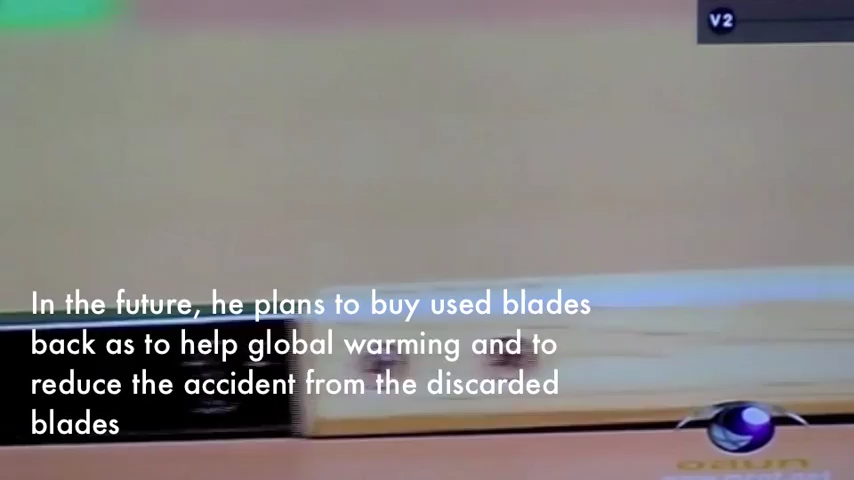 V2
In the future, he plans to buy used blades
back as to help global warming and to
reduce the accident from the discarded
blades